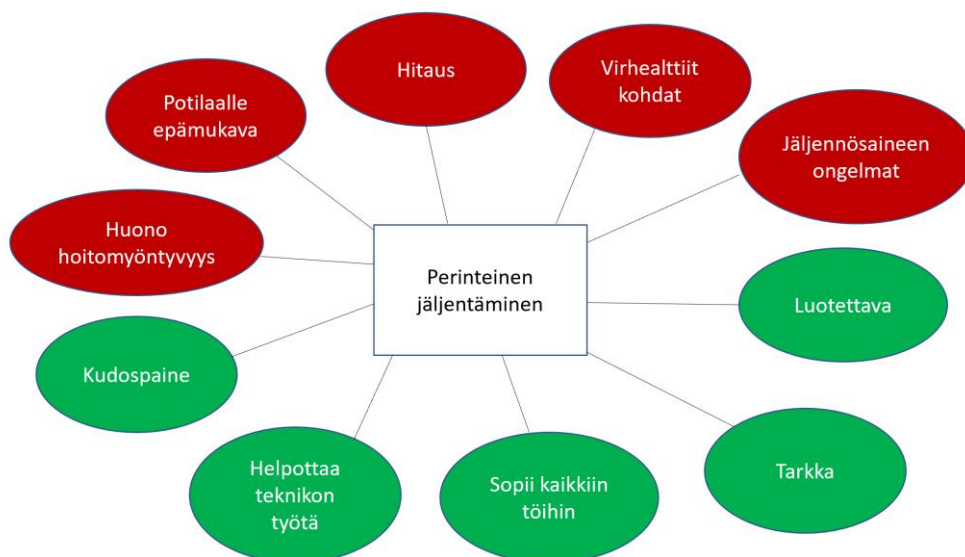 Hitaus
Virhealttiit
kohdat
Potilaalle
epämukava
Jäljennösaineen
ongelmat
Huono
hoitomyöntyvyys
Perinteinen
jäljentäminen
Luotettava
Kudospaine
Helpottaa
teknikon
työtä
Sopii kaikkiin
töihin
Tarkka